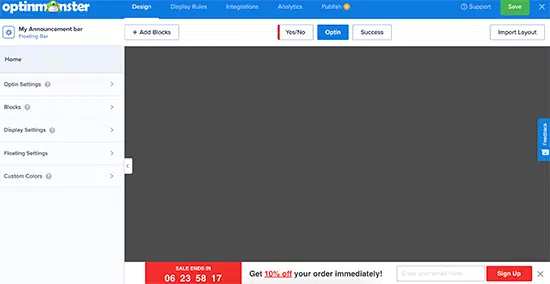 optinmonster
Design
Display Rules
Integrations
Analytics
Publish
Support
Save
My Announcement bar
Floating Bar
+ Add Blocks
Yes/No
Optin
Success
Import Layout
Home
Optin Settings
Blocks
Display Settings
Floating Settings
Custom Colors
Feedback
SALE ENDS IN
06 23 58 17
Get 10% off your order immediately!
Enter your email here...
Sign Up